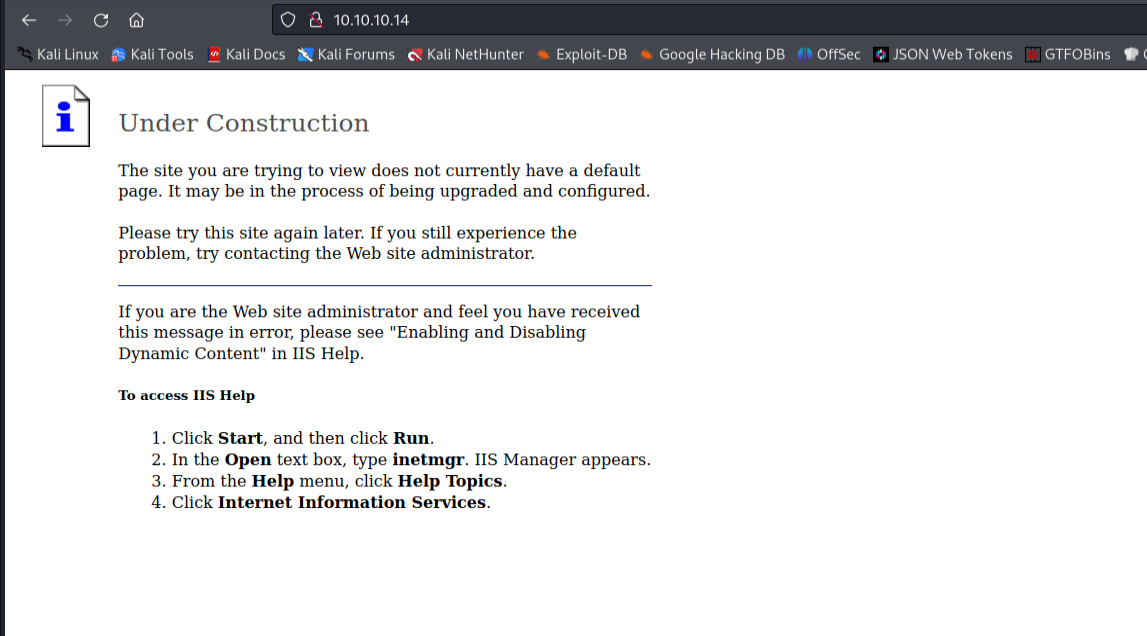 10.10.10.14
Kali Linux Kali Tools Kali Docs Kali Forums Kali NetHunter Exploit-DB Google Hacking DB OffSec JSON Web Tokens GTFOBins
Under Construction
The site you are trying to view does not currently have a default
page. It may be in the process of being upgraded and configured.
Please try this site again later. If you still experience the
problem, try contacting the Web site administrator.
If you are the Web site administrator and feel you have received
this message in error, please see "Enabling and Disabling
Dynamic Content" in IIS Help.
To access IIS Help
1. Click Start, and then click Run.
2. In the Open text box, type inetmgr. IIS Manager appears.
3. From the Help menu, click Help Topics.
4. Click Internet Information Services.